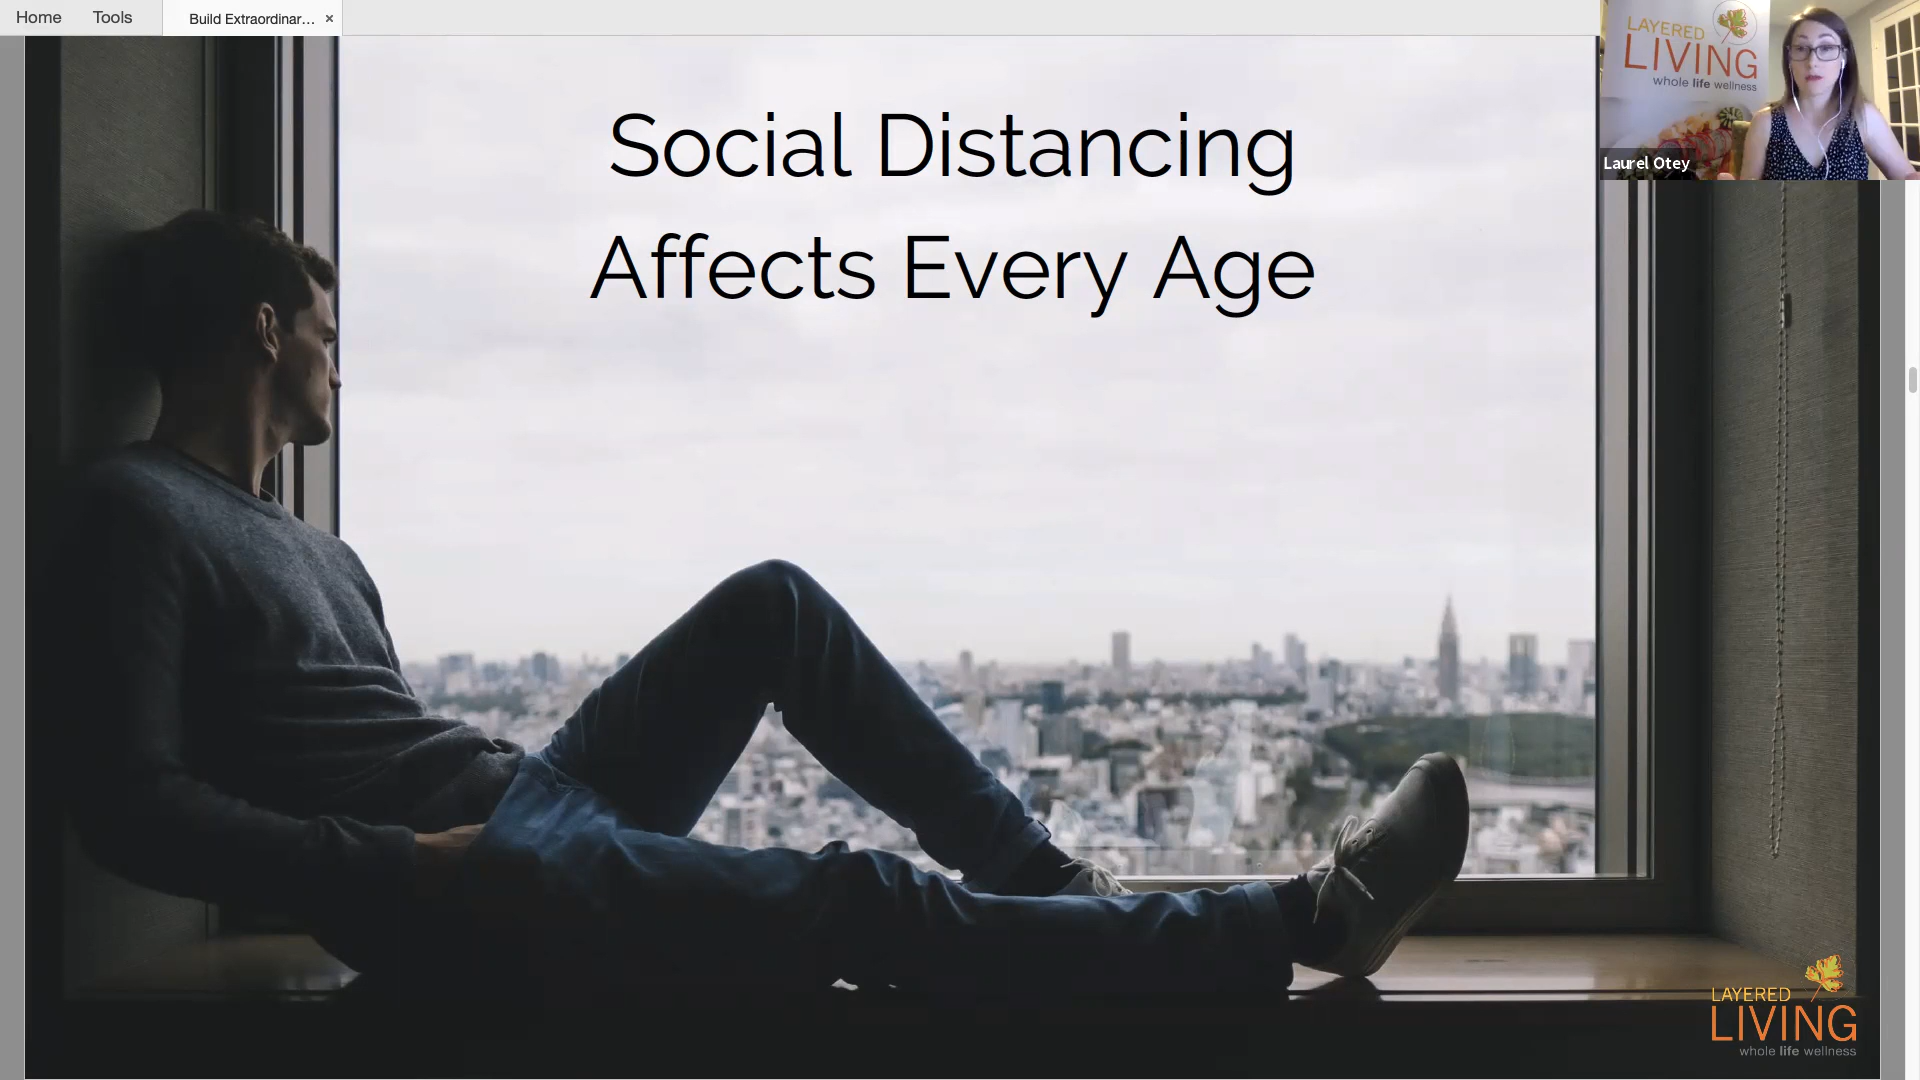 Home Tools Build Extraordinar... ×
LAYERED
LIVING
whole life wellness
Laurel Otey
Social Distancing
Affects Every Age
LAYERED
LIVING
whole life wellness